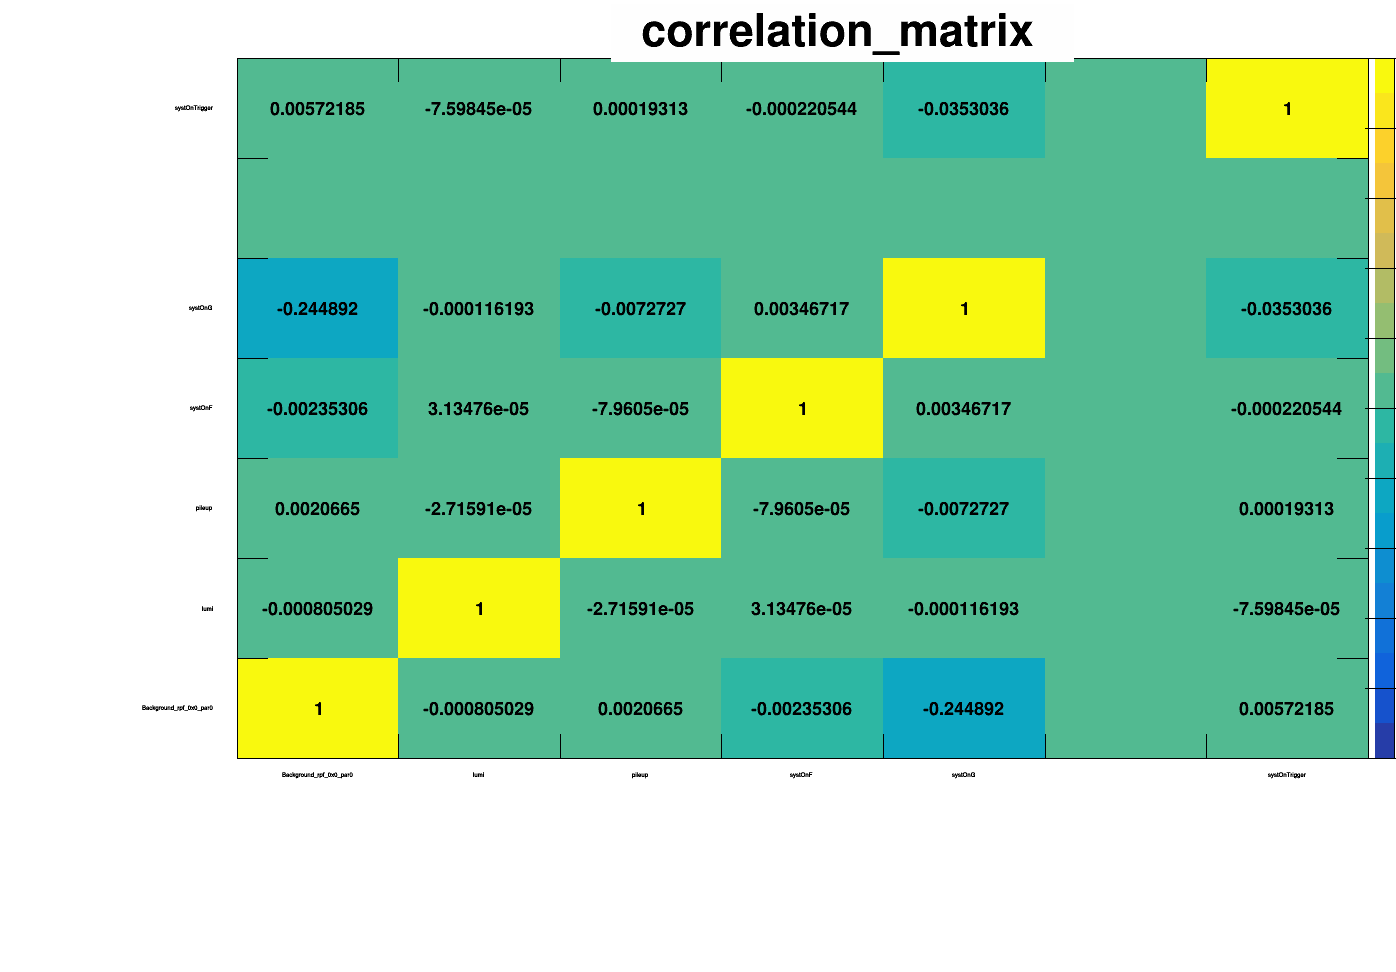 correlation_matrix
systOnTrigger 0.00572185 -7.59845e-05 0.00019313 -0.000220544 -0.0353036 1
systOnG -0.244892 -0.000116193 -0.0072727 0.00346717 1 -0.0353036
systOnF -0.00235306 3.13476e-05 -7.9605e-05 1 0.00346717 -0.000220544
pileup 0.0020665 -2.71591e-05 1 -7.9605e-05 -0.0072727 0.00019313
lumi -0.000805029 1 -2.71591e-05 3.13476e-05 -0.000116193 -7.59845e-05
Background_rpf_0x0_par0 1 -0.000805029 0.0020665 -0.00235306 -0.244892 0.00572185
Background_rpf_0x0_par0 lumi pileup systOnF systOnG systOnTrigger